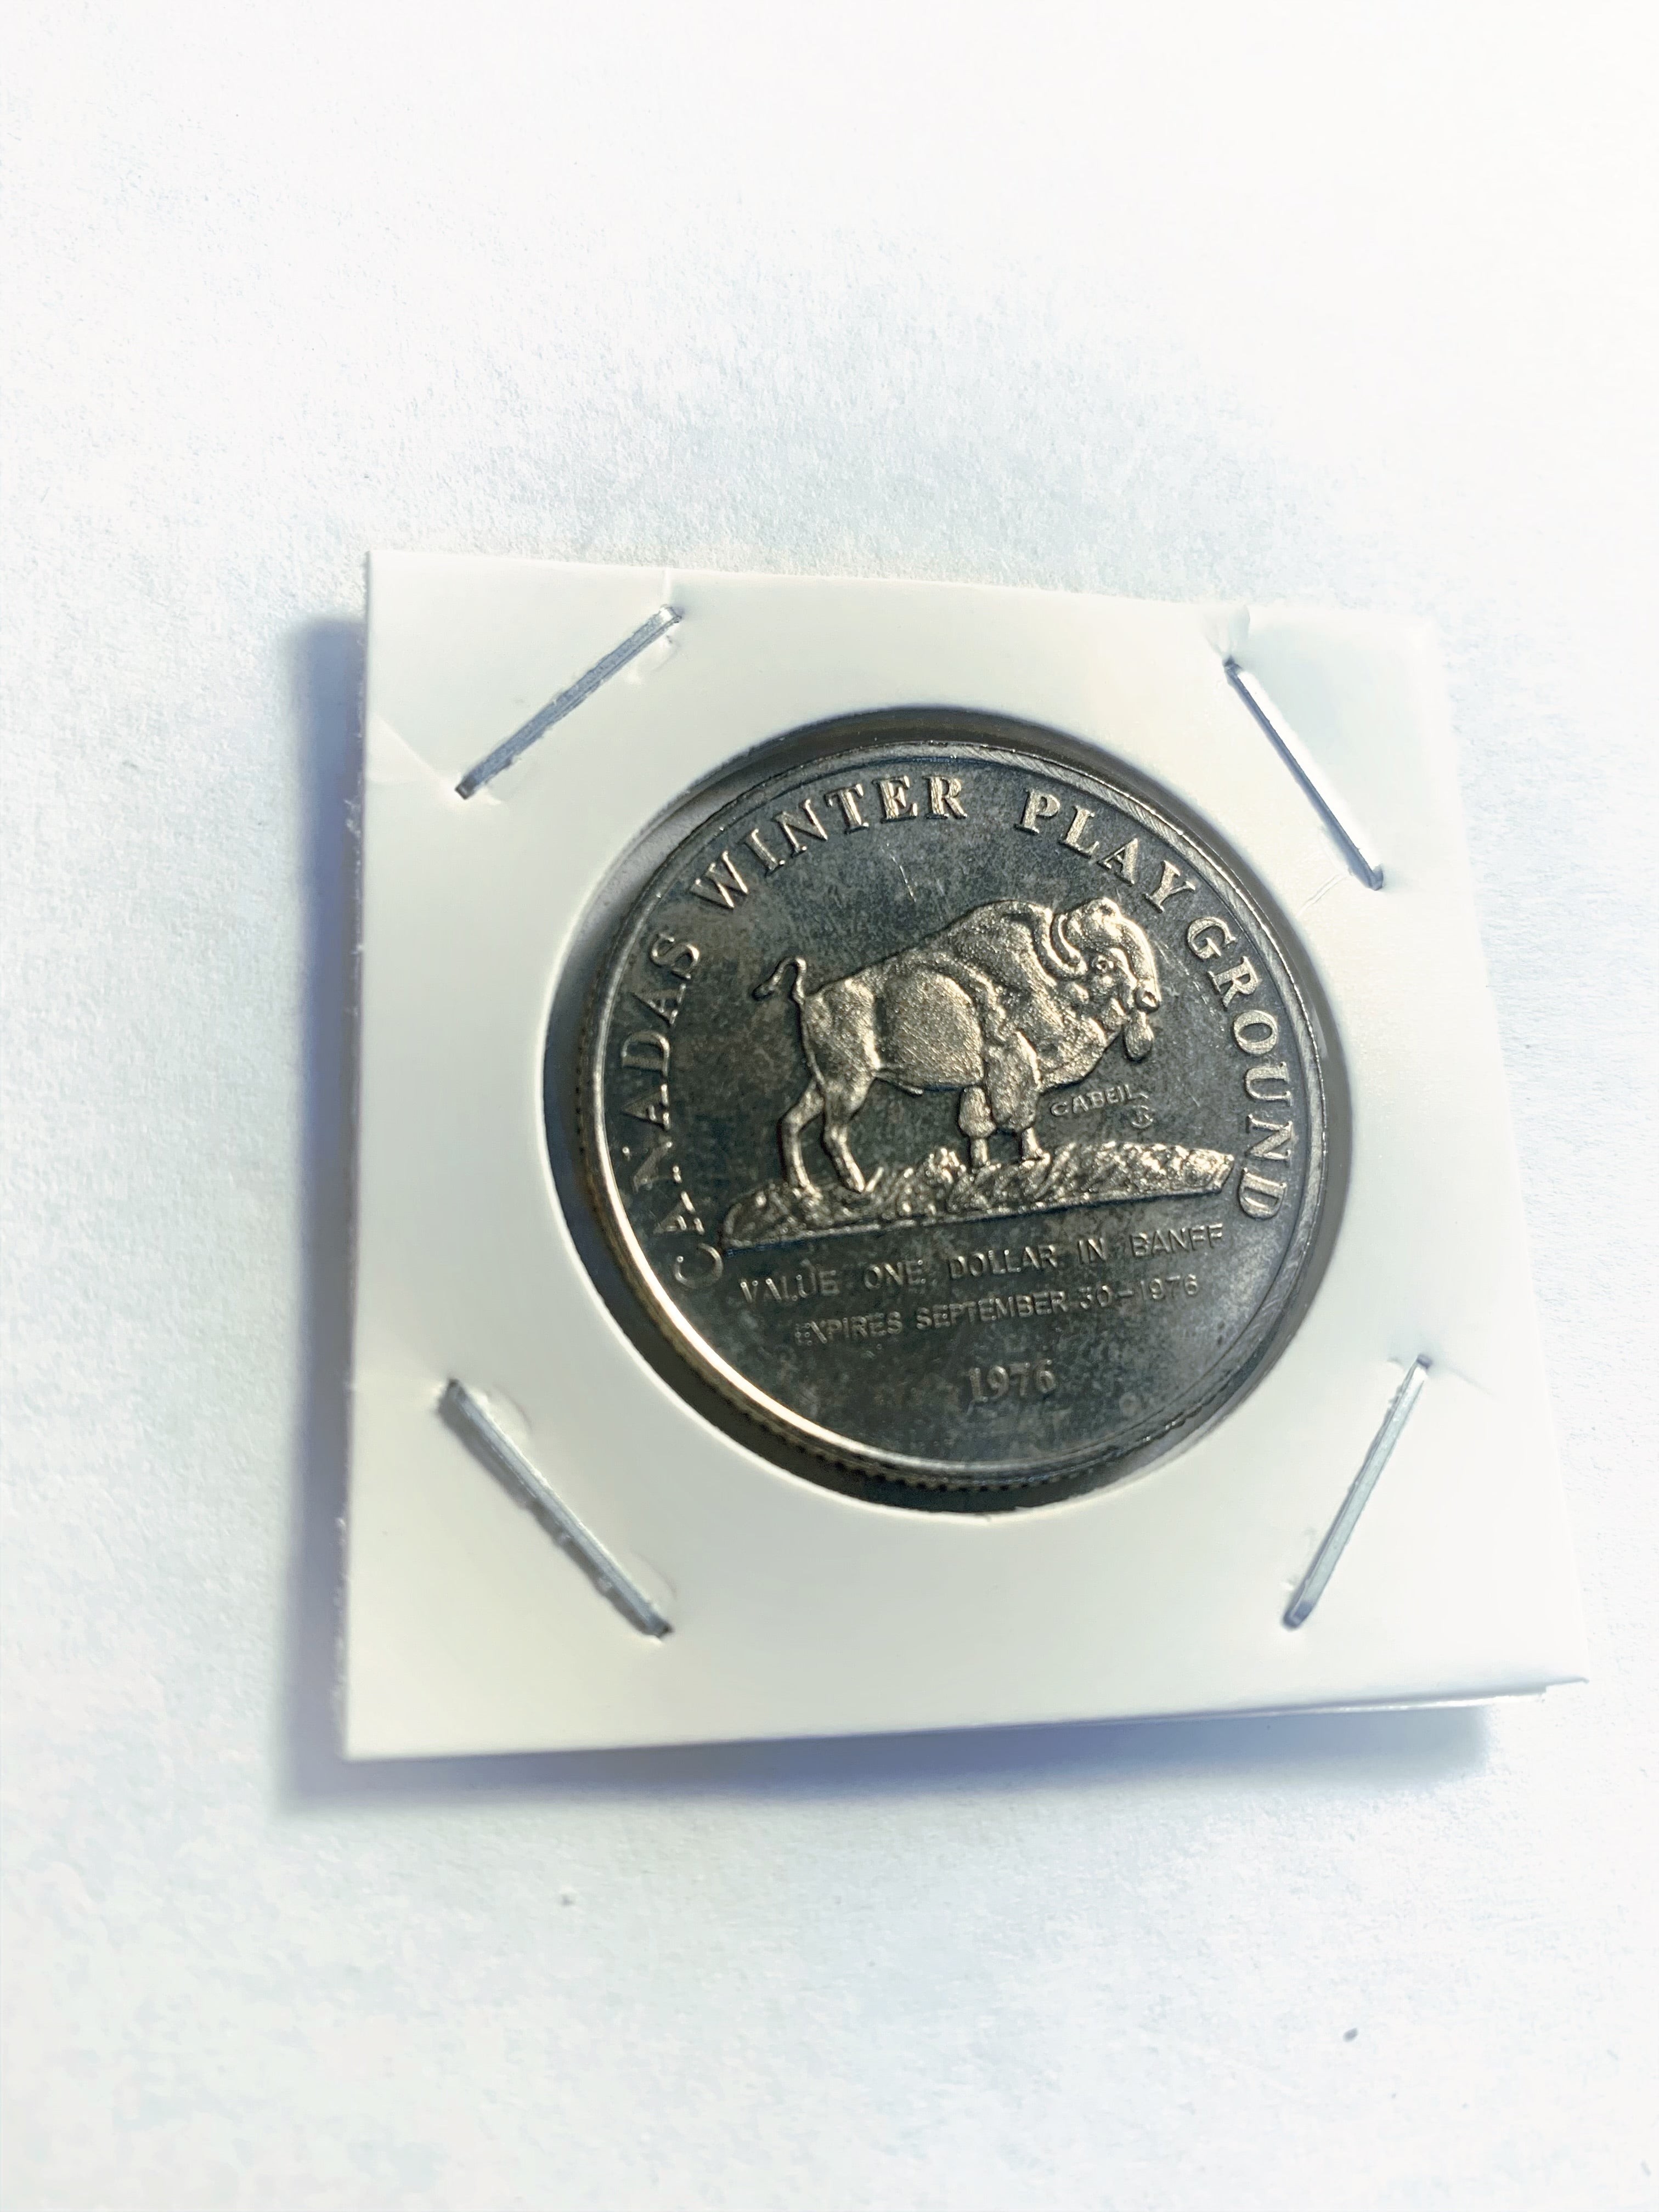 CANADAS WINTER PLAYGROUND
CABEIL
VALUE ONE DOLLAR IN BANFF
EXPIRES SEPTEMBER 30-1976
1976